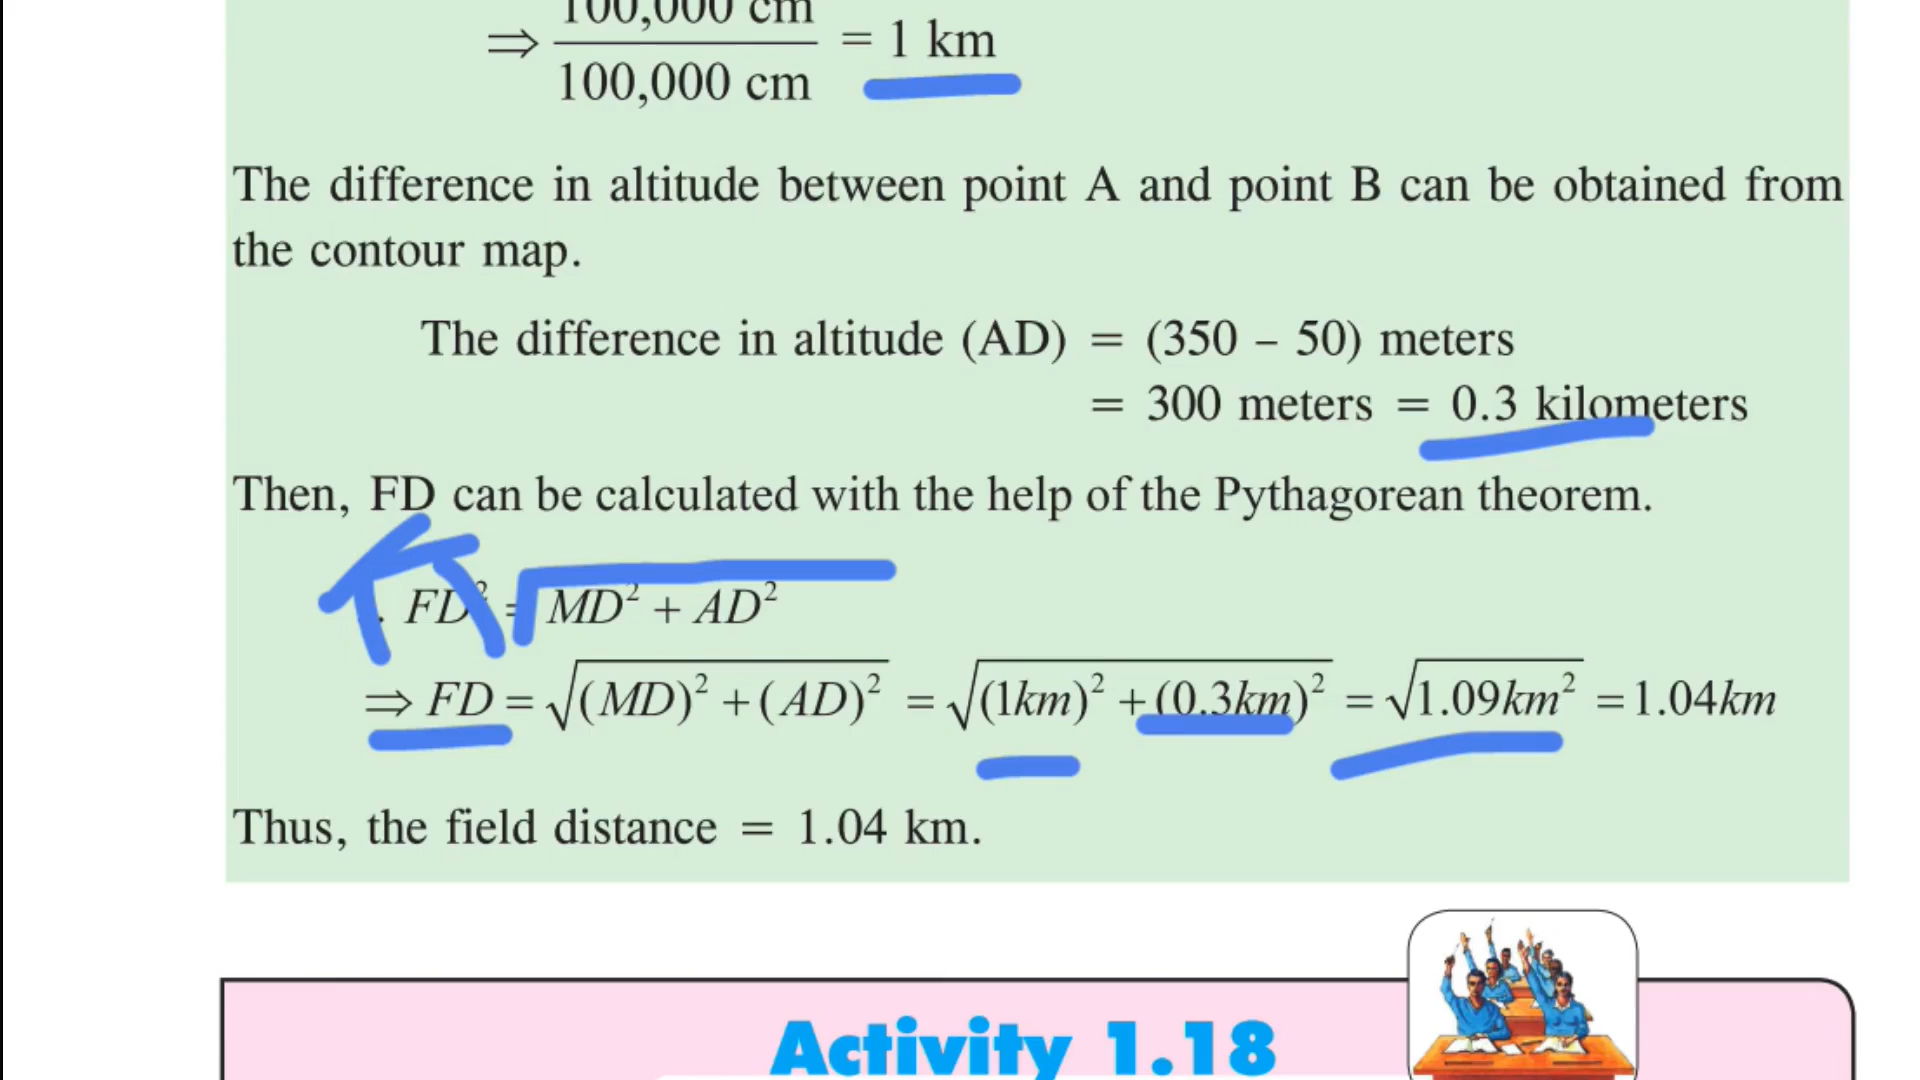 ⇒ 100,000 cm / 100,000 cm = 1 km
The difference in altitude between point A and point B can be obtained from
the contour map.
The difference in altitude (AD) = (350 – 50) meters
= 300 meters = 0.3 kilometers
Then, FD can be calculated with the help of the Pythagorean theorem.
FD² = MD² + AD²
⇒ FD = √((MD)² + (AD)²) = √((1km)² + (0.3km)²) = √(1.09km²) = 1.04km
Thus, the field distance = 1.04 km.
Activity 1.18